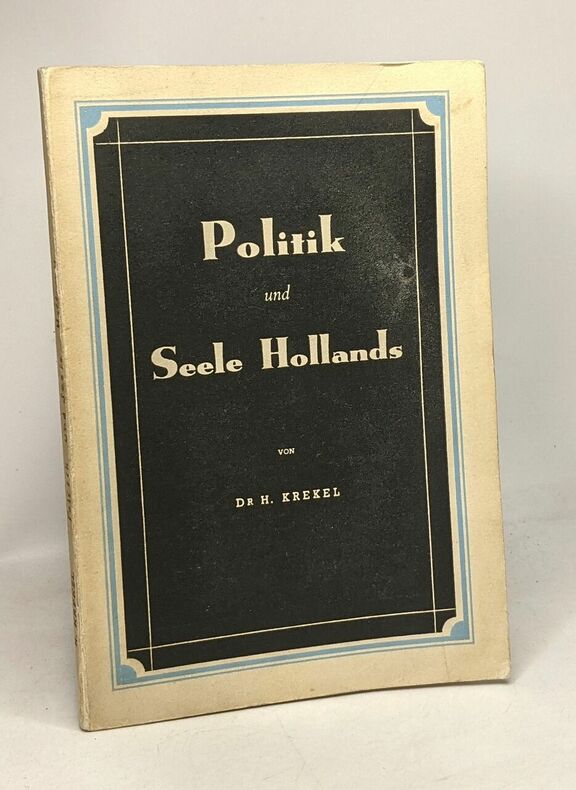 Politik
und
Seele Hollands
VON
DR H. KREKEL